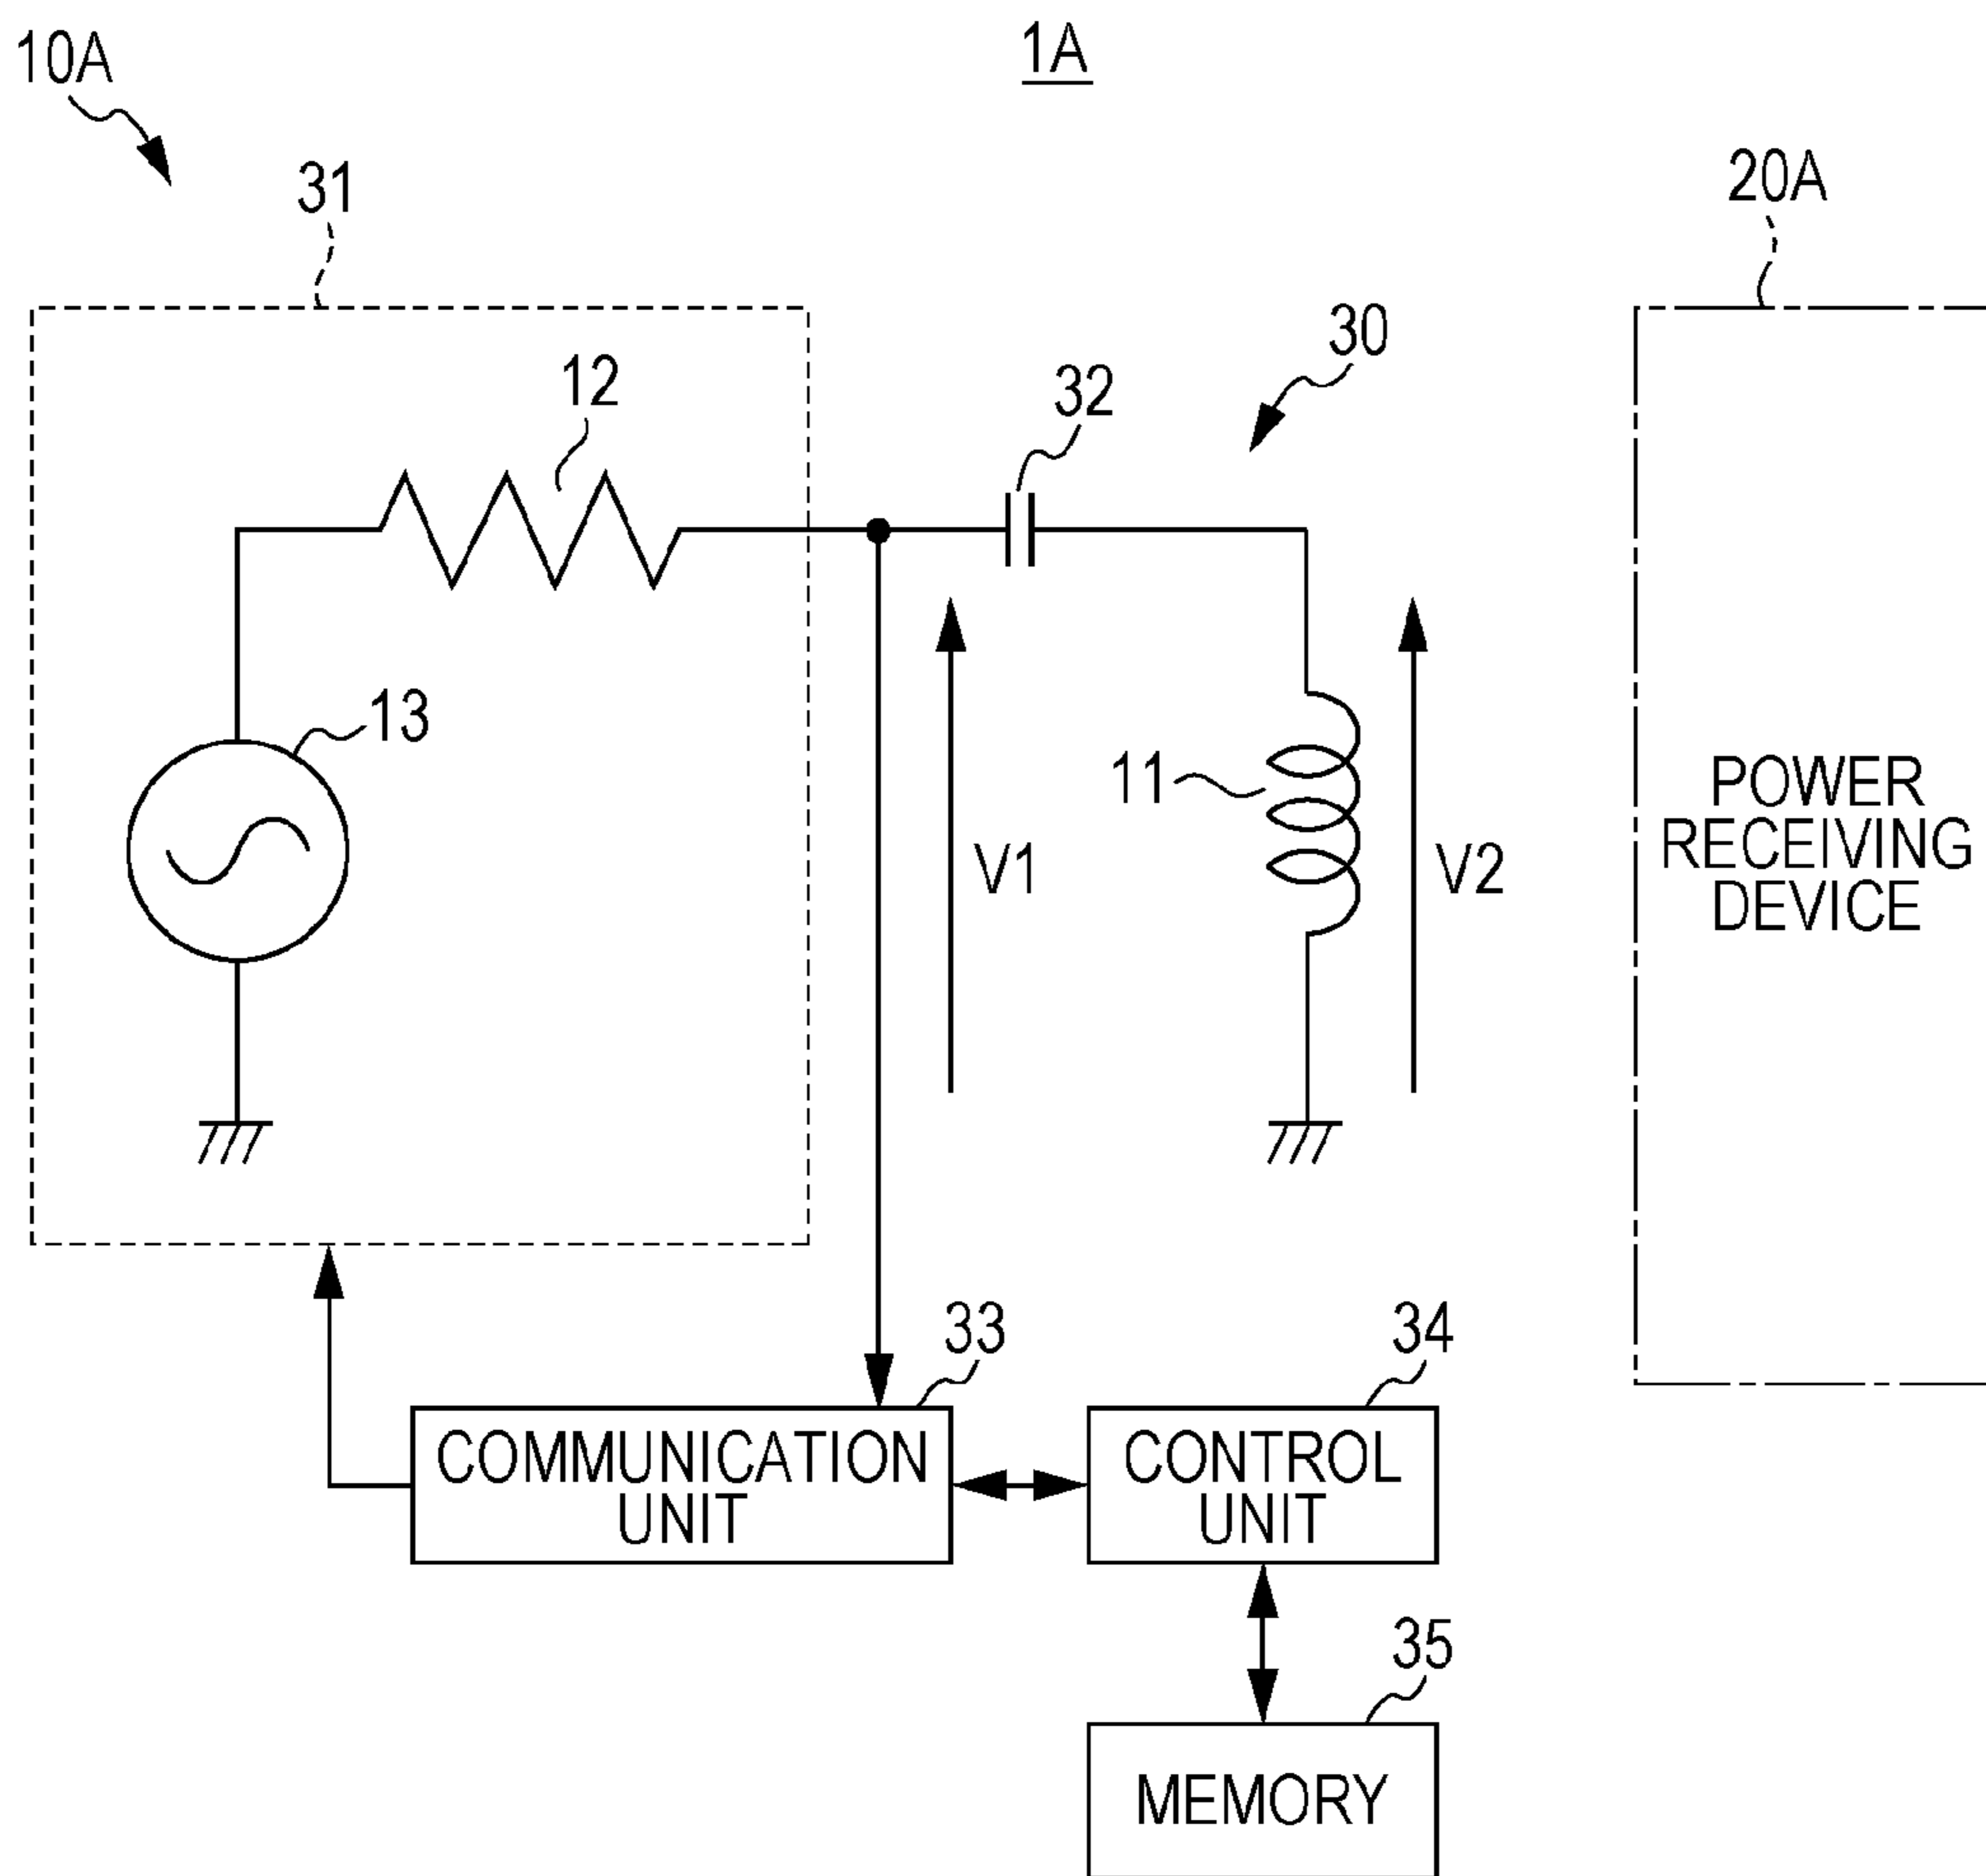 10A
1A
31
20A
30
12
32
13
11
V1
V2
POWER
RECEIVING
DEVICE
33
34
COMMUNICATION
UNIT
CONTROL
UNIT
35
MEMORY